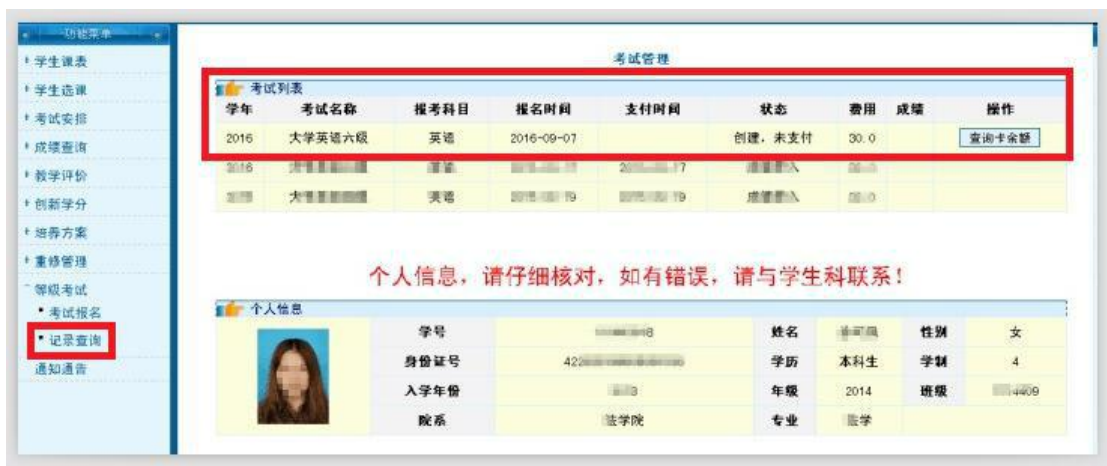 功能菜单
学生课表
学生选课
考试安排
成绩查询
教学评价
创新学分
培养方案
重修管理
等级考试
考试报名
记录查询
通知通告
考试管理
考试列表
学年 考试名称 报考科目 报名时间 支付时间 状态 费用 成绩 操作
2016 大学英语六级 英语 2016-09-07 创建，未支付 30.0 查询卡余额
英语
个人信息，请仔细核对，如有错误，请与学生科联系！
个人信息
学号 姓名 性别 女
身份证号 422 学历 本科生 学制 4
入学年份 年级 2014 班级 4409
院系 法学院 专业 法学